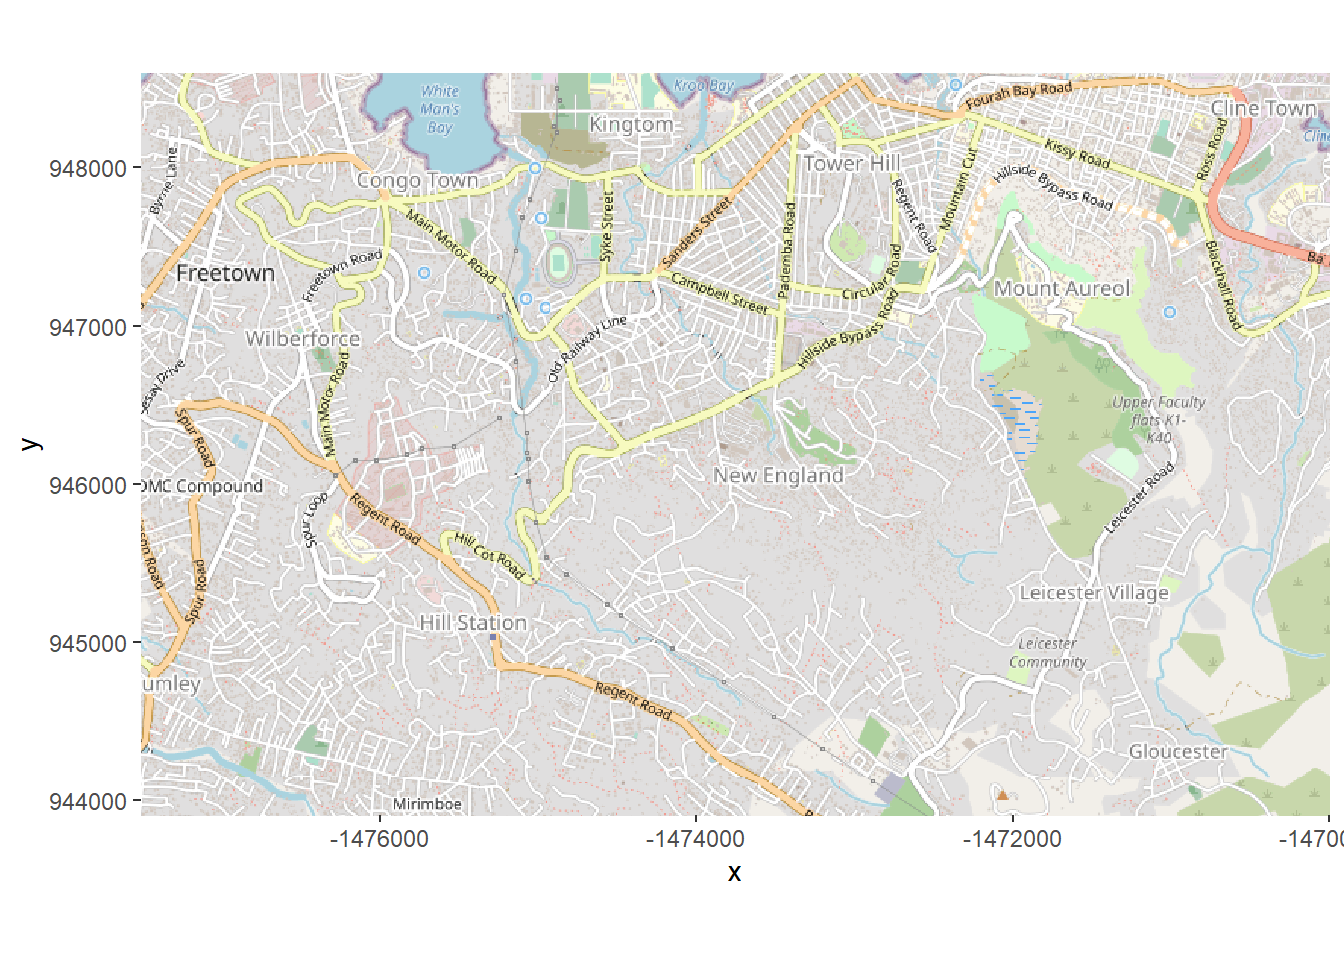 White
Man's
Bay
Kroo Bay
Kingtom
Fourah Bay Road
Cline Town
Tower Hill
Kissy Road
Ross Road
948000
Byrne Lane
Congo Town
Main Motor Road
Syke Street
Sanders Street
Pademba Road
Regent Road
Mountain Cut
Hillside Bypass Road
Freetown
Freetown Road
Circular Road
Campbell Street
Mount Aureol
Blackhall Road
Ba
947000
Wilberforce
Old Railway Line
Hillside Bypass Road
Main Motor Road
Spur Road
Upper Faculty
flats K1-
K40
New England
y
946000
OMC Compound
Spur Loop
Regent Road
Hill Cot Road
Leicester Road
Spur Road
Leicester Village
Hill Station
945000
Leicester
Community
umley
Regent Road
Gloucester
944000
Mirimboe
-1476000
-1474000
-1472000
-147000
x